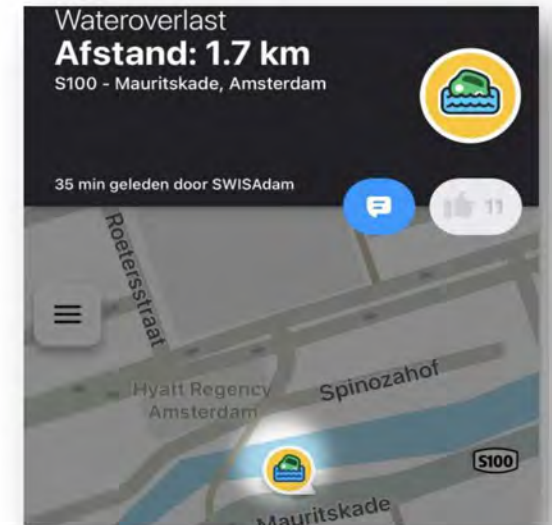 Wateroverlast
Afstand: 1.7 km
S100 - Mauritskade, Amsterdam
35 min geleden door SWISAdam
11
Roetersstraat
Hyatt Regency
Amsterdam
Spinozahof
S100
Mauritskade